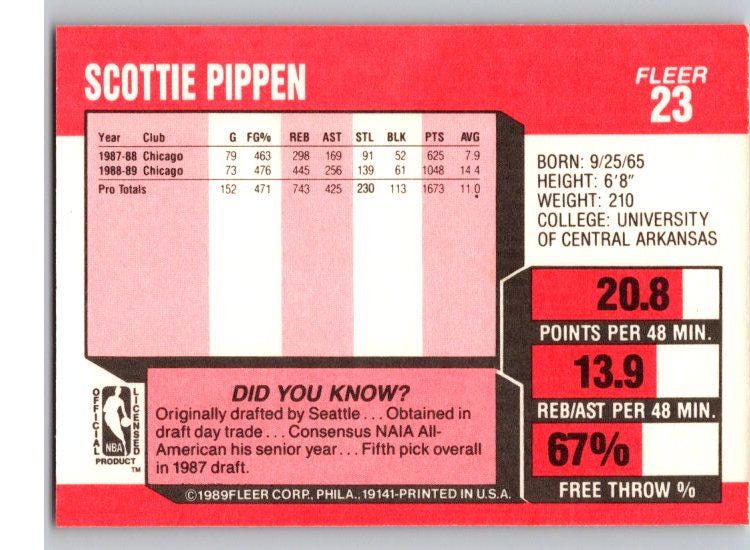 SCOTTIE PIPPEN
FLEER
23
Year Club G FG% REB AST STL BLK PTS AVG
1987-88 Chicago 79 463 298 169 91 52 625 7.9
1988-89 Chicago 73 476 445 256 139 61 1048 14.4
Pro Totals 152 471 743 425 230 113 1673 11.0
BORN: 9/25/65
HEIGHT: 6'8"
WEIGHT: 210
COLLEGE: UNIVERSITY
OF CENTRAL ARKANSAS
20.8
POINTS PER 48 MIN.
13.9
REB/AST PER 48 MIN.
67%
FREE THROW %
OFFICIAL LICENSED
NBA
PRODUCT TM
DID YOU KNOW?
Originally drafted by Seattle...Obtained in
draft day trade...Consensus NAIA All-
American his senior year...Fifth pick overall
in 1987 draft.
©1989FLEER CORP., PHILA., 19141-PRINTED IN U.S.A.